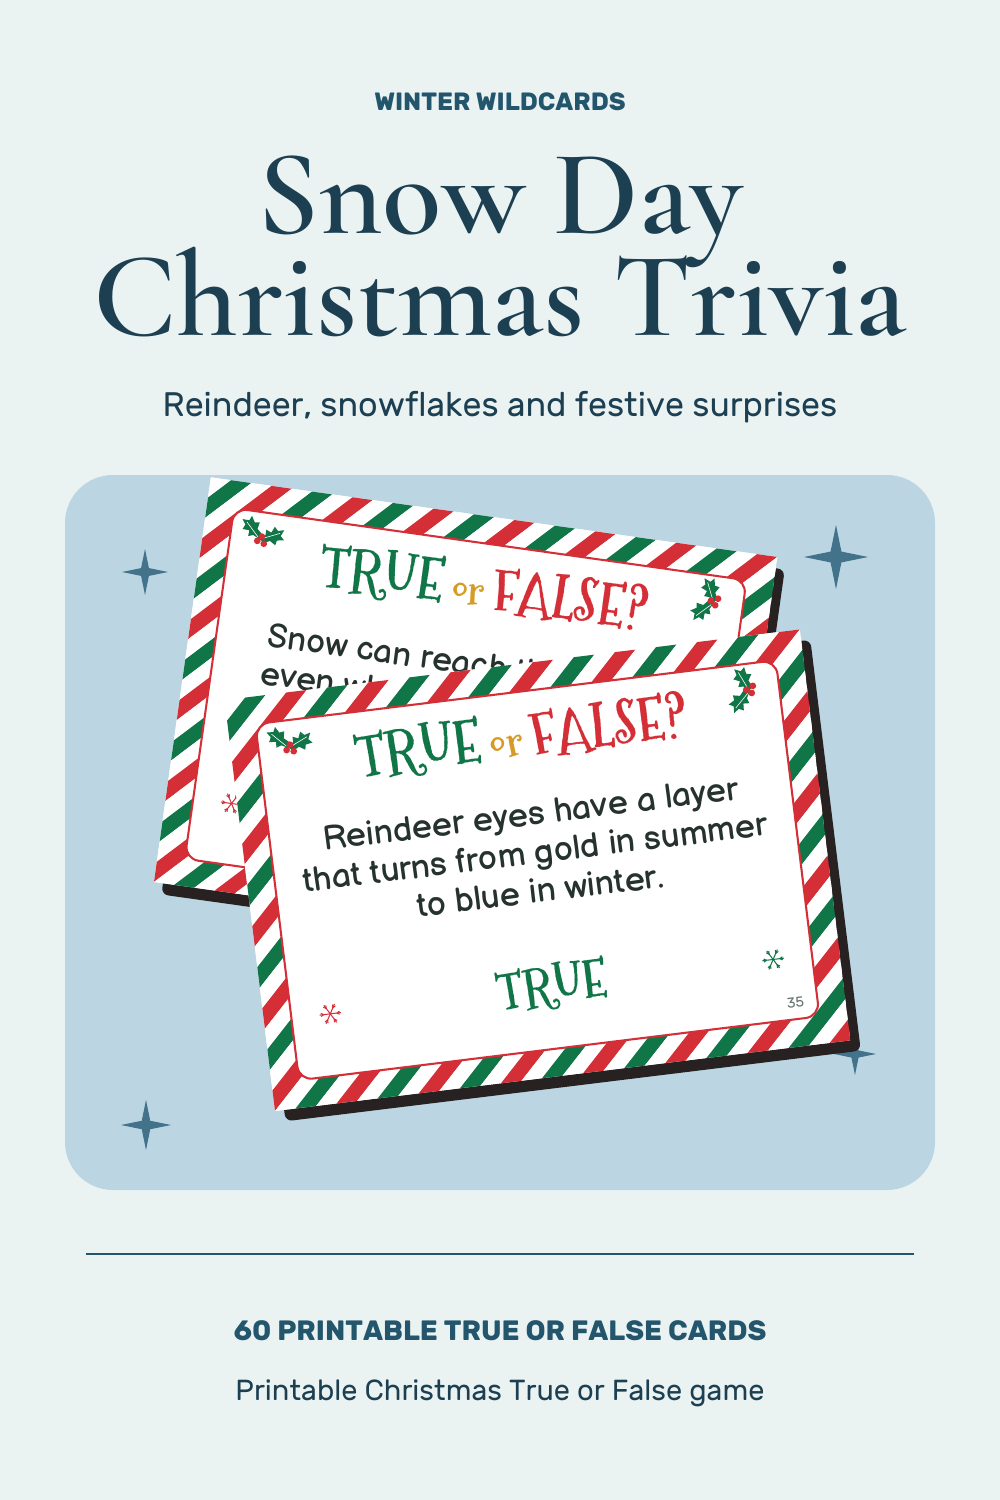 WINTER WILDCARDS
Snow Day
Christmas Trivia
Reindeer, snowflakes and festive surprises
TRUE or FALSE?
Snow can reach
even
TRUE or FALSE?
Reindeer eyes have a layer
that turns from gold in summer
to blue in winter.
TRUE
35
60 PRINTABLE TRUE OR FALSE CARDS
Printable Christmas True or False game